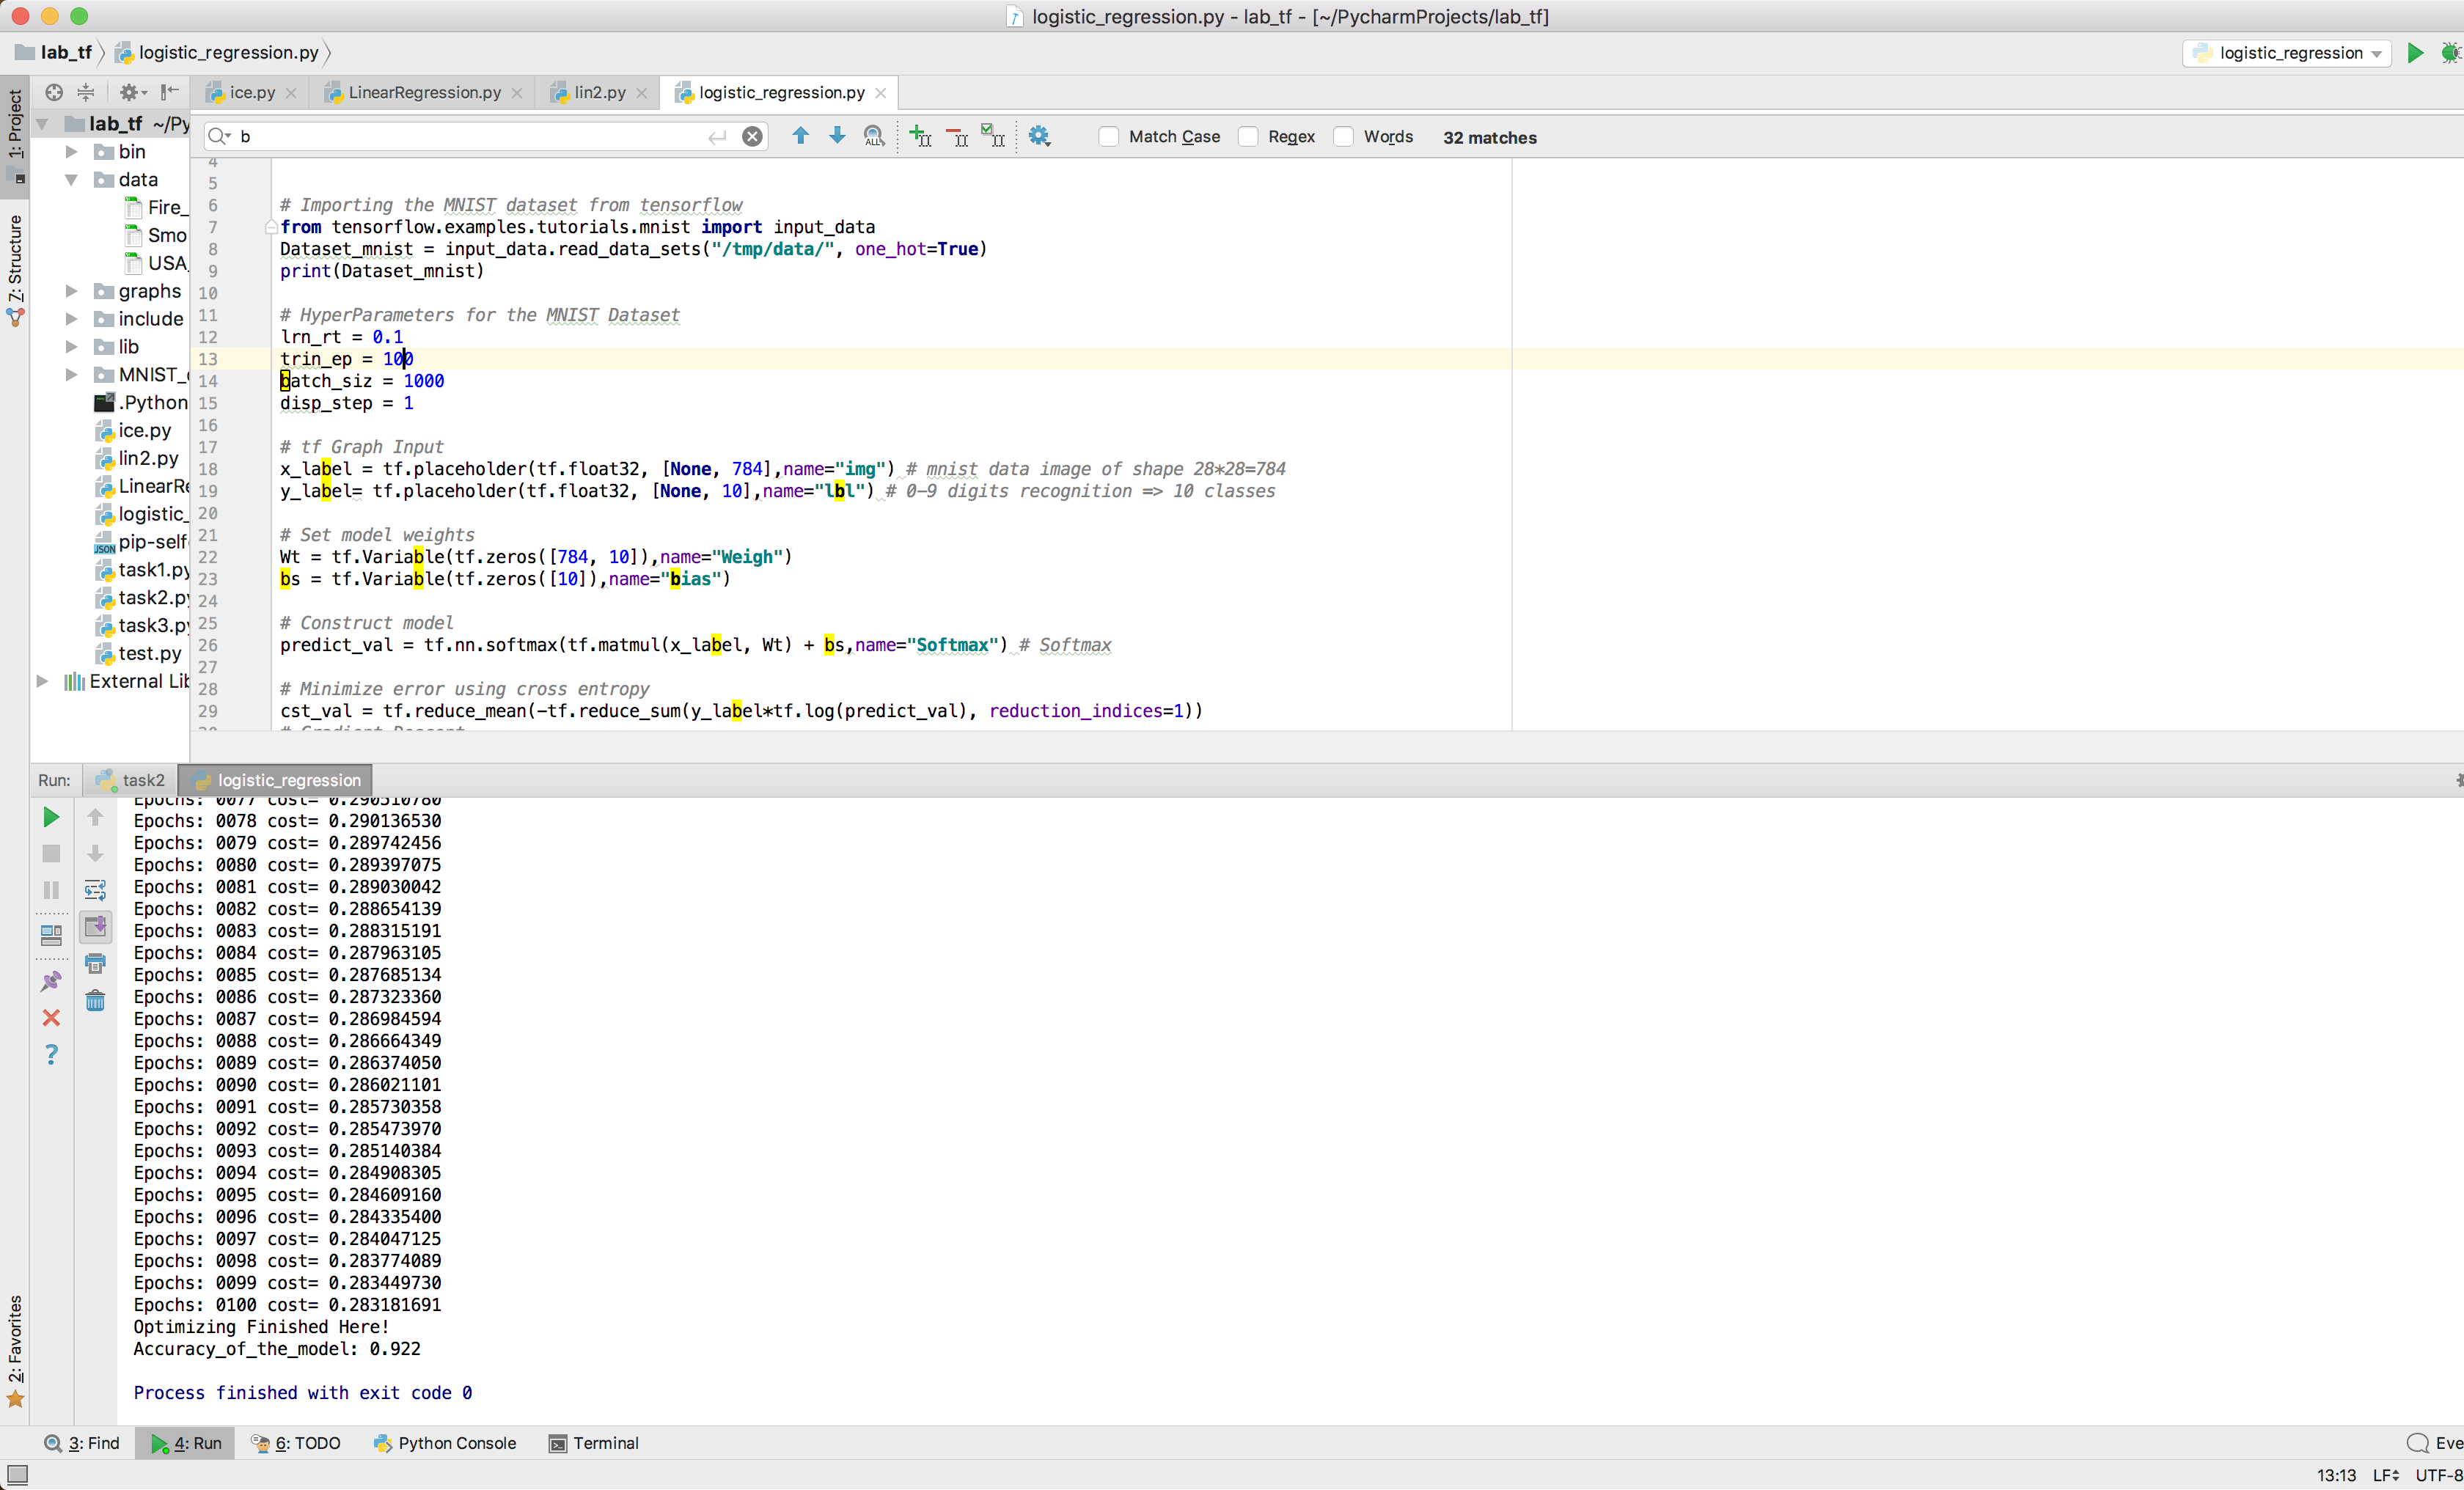 logistic_regression.py - lab_tf - [~/PycharmProjects/lab_tf]
lab_tf logistic_regression.py
logistic_regression
1: Project
7: Structure
2: Favorites
ice.py LinearRegression.py lin2.py logistic_regression.py
lab_tf ~/Py
bin
data
Fire_
Smo
USA_
graphs
include
lib
MNIST_
.Python
ice.py
lin2.py
LinearRe
logistic_
pip-self
JSON
task1.py
task2.py
task3.py
test.py
External Lib
b
ALL
Match Case Regex Words 32 matches
4
5
6 # Importing the MNIST dataset from tensorflow
7 from tensorflow.examples.tutorials.mnist import input_data
8 Dataset_mnist = input_data.read_data_sets("/tmp/data/", one_hot=True)
9 print(Dataset_mnist)
10
11 # HyperParameters for the MNIST Dataset
12 lrn_rt = 0.1
13 trin_ep = 100
14 batch_siz = 1000
15 disp_step = 1
16
17 # tf Graph Input
18 x_label = tf.placeholder(tf.float32, [None, 784],name="img") # mnist data image of shape 28*28=784
19 y_label= tf.placeholder(tf.float32, [None, 10],name="lbl") # 0-9 digits recognition => 10 classes
20
21 # Set model weights
22 Wt = tf.Variable(tf.zeros([784, 10]),name="Weigh")
23 bs = tf.Variable(tf.zeros([10]),name="bias")
24
25 # Construct model
26 predict_val = tf.nn.softmax(tf.matmul(x_label, Wt) + bs,name="Softmax") # Softmax
27
28 # Minimize error using cross entropy
29 cst_val = tf.reduce_mean(-tf.reduce_sum(y_label*tf.log(predict_val), reduction_indices=1))
30 # Gradient Descent
Run: task2 logistic_regression
Epochs: 0077 cost= 0.290510780
Epochs: 0078 cost= 0.290136530
Epochs: 0079 cost= 0.289742456
Epochs: 0080 cost= 0.289397075
Epochs: 0081 cost= 0.289030042
Epochs: 0082 cost= 0.288654139
Epochs: 0083 cost= 0.288315191
Epochs: 0084 cost= 0.287963105
Epochs: 0085 cost= 0.287685134
Epochs: 0086 cost= 0.287323360
Epochs: 0087 cost= 0.286984594
Epochs: 0088 cost= 0.286664349
Epochs: 0089 cost= 0.286374050
Epochs: 0090 cost= 0.286021101
Epochs: 0091 cost= 0.285730358
Epochs: 0092 cost= 0.285473970
Epochs: 0093 cost= 0.285140384
Epochs: 0094 cost= 0.284908305
Epochs: 0095 cost= 0.284609160
Epochs: 0096 cost= 0.284335400
Epochs: 0097 cost= 0.284047125
Epochs: 0098 cost= 0.283774089
Epochs: 0099 cost= 0.283449730
Epochs: 0100 cost= 0.283181691
Optimizing Finished Here!
Accuracy_of_the_model: 0.922
Process finished with exit code 0
3: Find 4: Run 6: TODO Python Console Terminal Eve
13:13 LF UTF-8